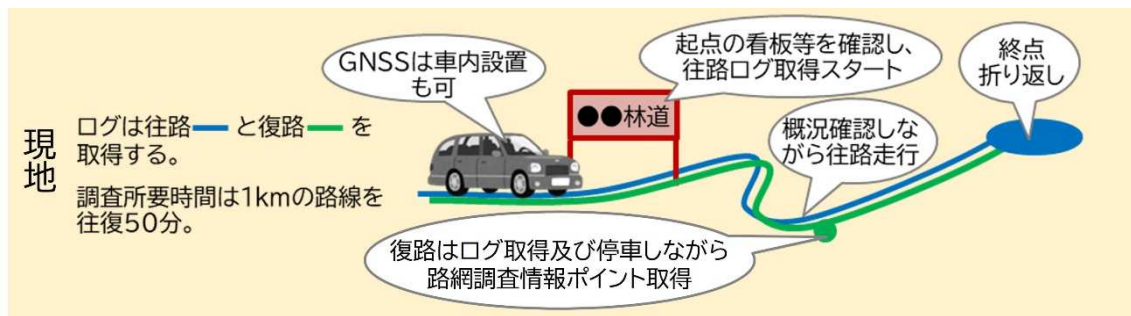 現地
ログは往路 と復路 を
取得する。
調査所要時間は1kmの路線を
往復50分。
GNSSは車内設置
も可
●●林道
起点の看板等を確認し、
往路ログ取得スタート
終点
折り返し
概況確認しな
がら往路走行
復路はログ取得及び停車しながら
路網調査情報ポイント取得